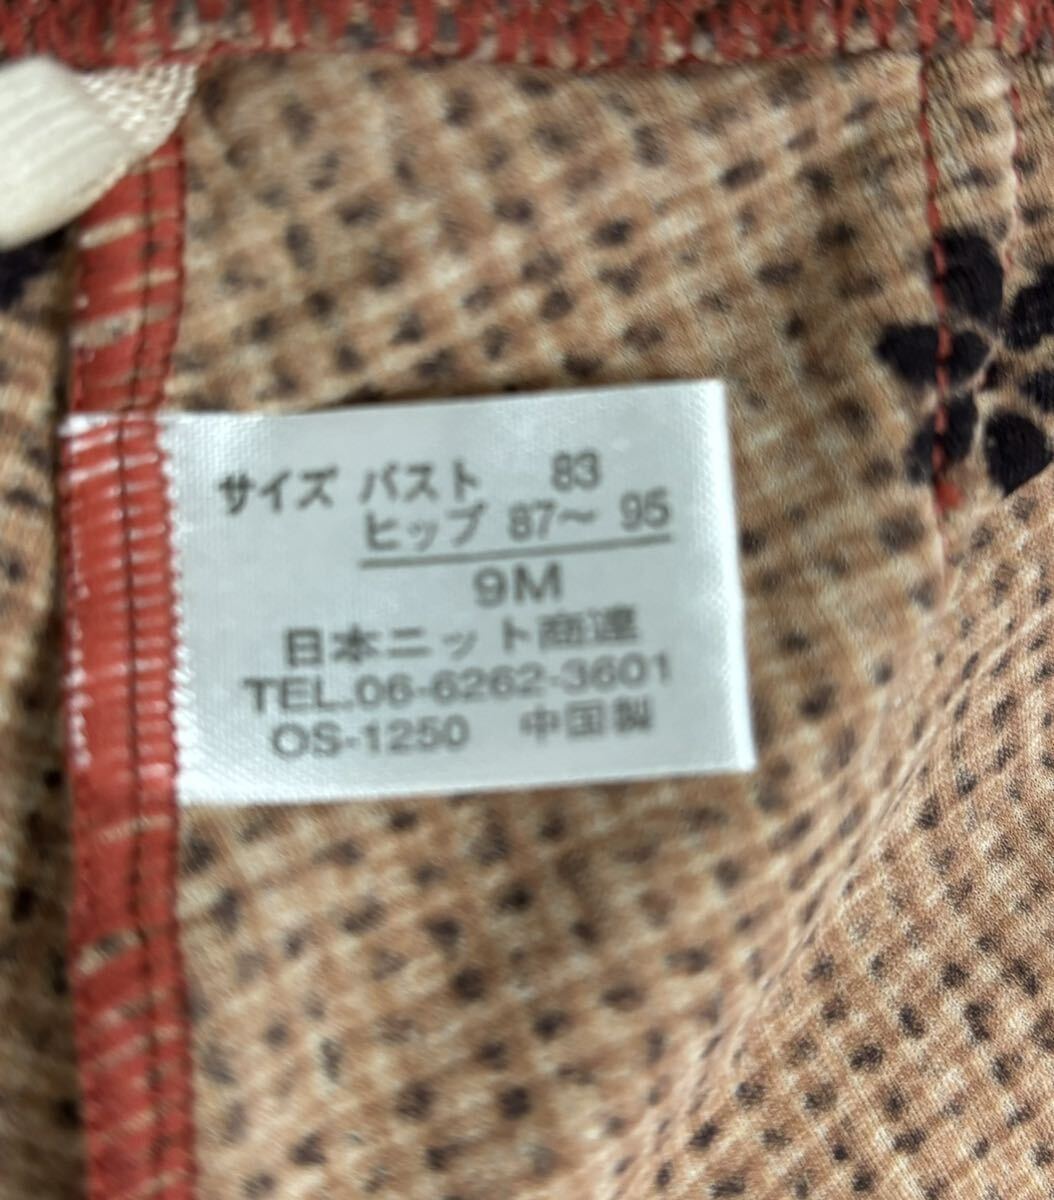 サイズ バスト 83
ヒップ 87〜 95
9M
日本ニット商連
TEL.06-6262-3601
OS-1250 中国製